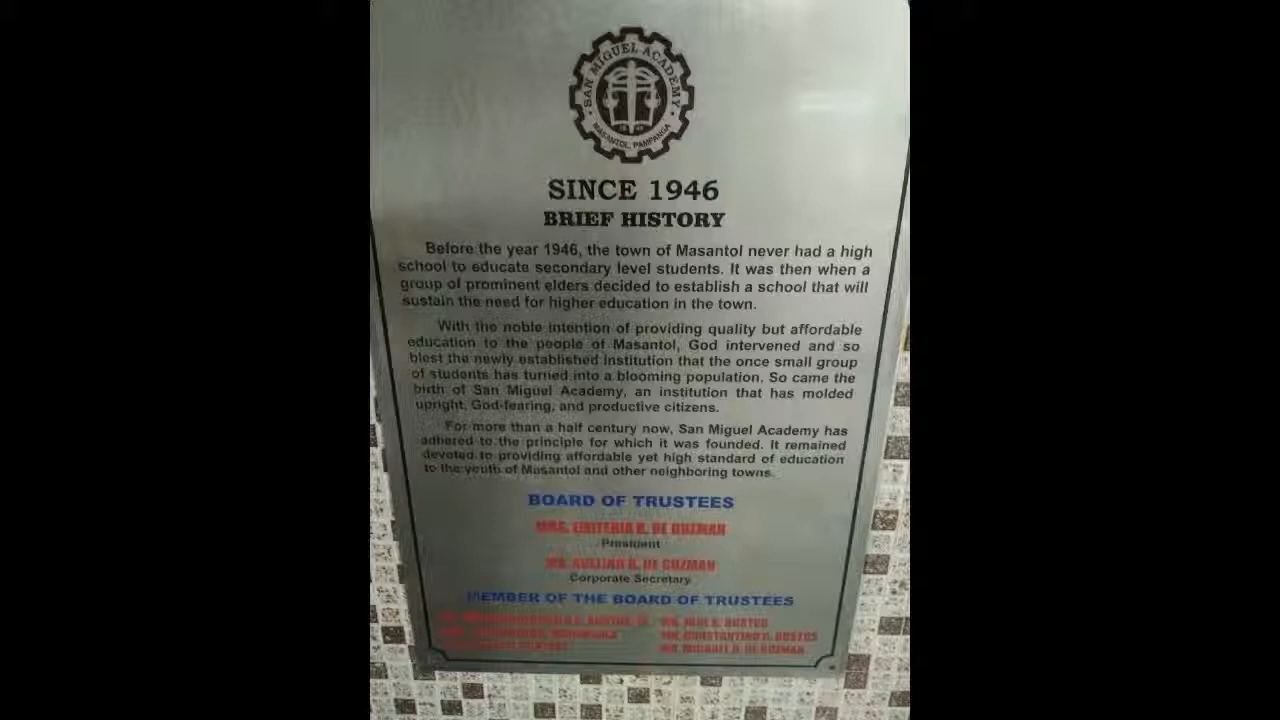 SAN MIGUEL ACADEMY
MASANTOL, PAMPANGA
SINCE 1946
BRIEF HISTORY
Before the year 1946, the town of Masantol never had a high
school to educate secondary level students. It was then when a
group of prominent elders decided to establish a school that will
sustain the need for higher education in the town.
With the noble intention of providing quality but affordable
education to the people of Masantol, God intervened and so
blest the newly established institution that the once small group
of students has turned into a blooming population. So came the
birth of San Miguel Academy, an institution that has molded
upright, God-fearing, and productive citizens.
For more than a half century now, San Miguel Academy has
adhered to the principle for which it was founded. It remained
devoted to providing affordable yet high standard of education
to the youth of Masantol and other neighboring towns.
BOARD OF TRUSTEES
MRS. EMITERIA B. DE GUZMAN
President
MR. AVELINO B. DE GUZMAN
Corporate Secretary
MEMBER OF THE BOARD OF TRUSTEES
BUSTOS
MR. CONSTANTINO BUSTOS
MR. MICHAEL B. DE GUZMAN